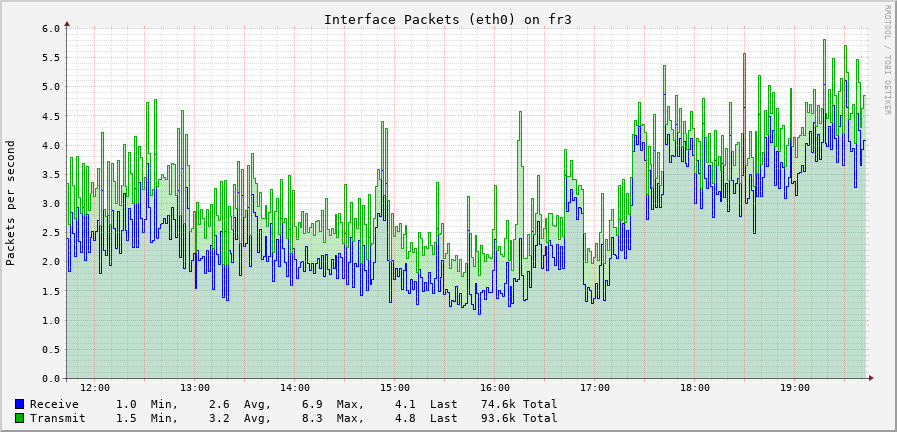 Interface Packets (eth0) on fr3
RRDTOOL / TOBI OETIKER
Packets per second
6.0
5.5
5.0
4.5
4.0
3.5
3.0
2.5
2.0
1.5
1.0
0.5
0.0
12:00 13:00 14:00 15:00 16:00 17:00 18:00 19:00
Receive 1.0 Min, 2.6 Avg, 6.9 Max, 4.1 Last 74.6k Total
Transmit 1.5 Min, 3.2 Avg, 8.3 Max, 4.8 Last 93.6k Total